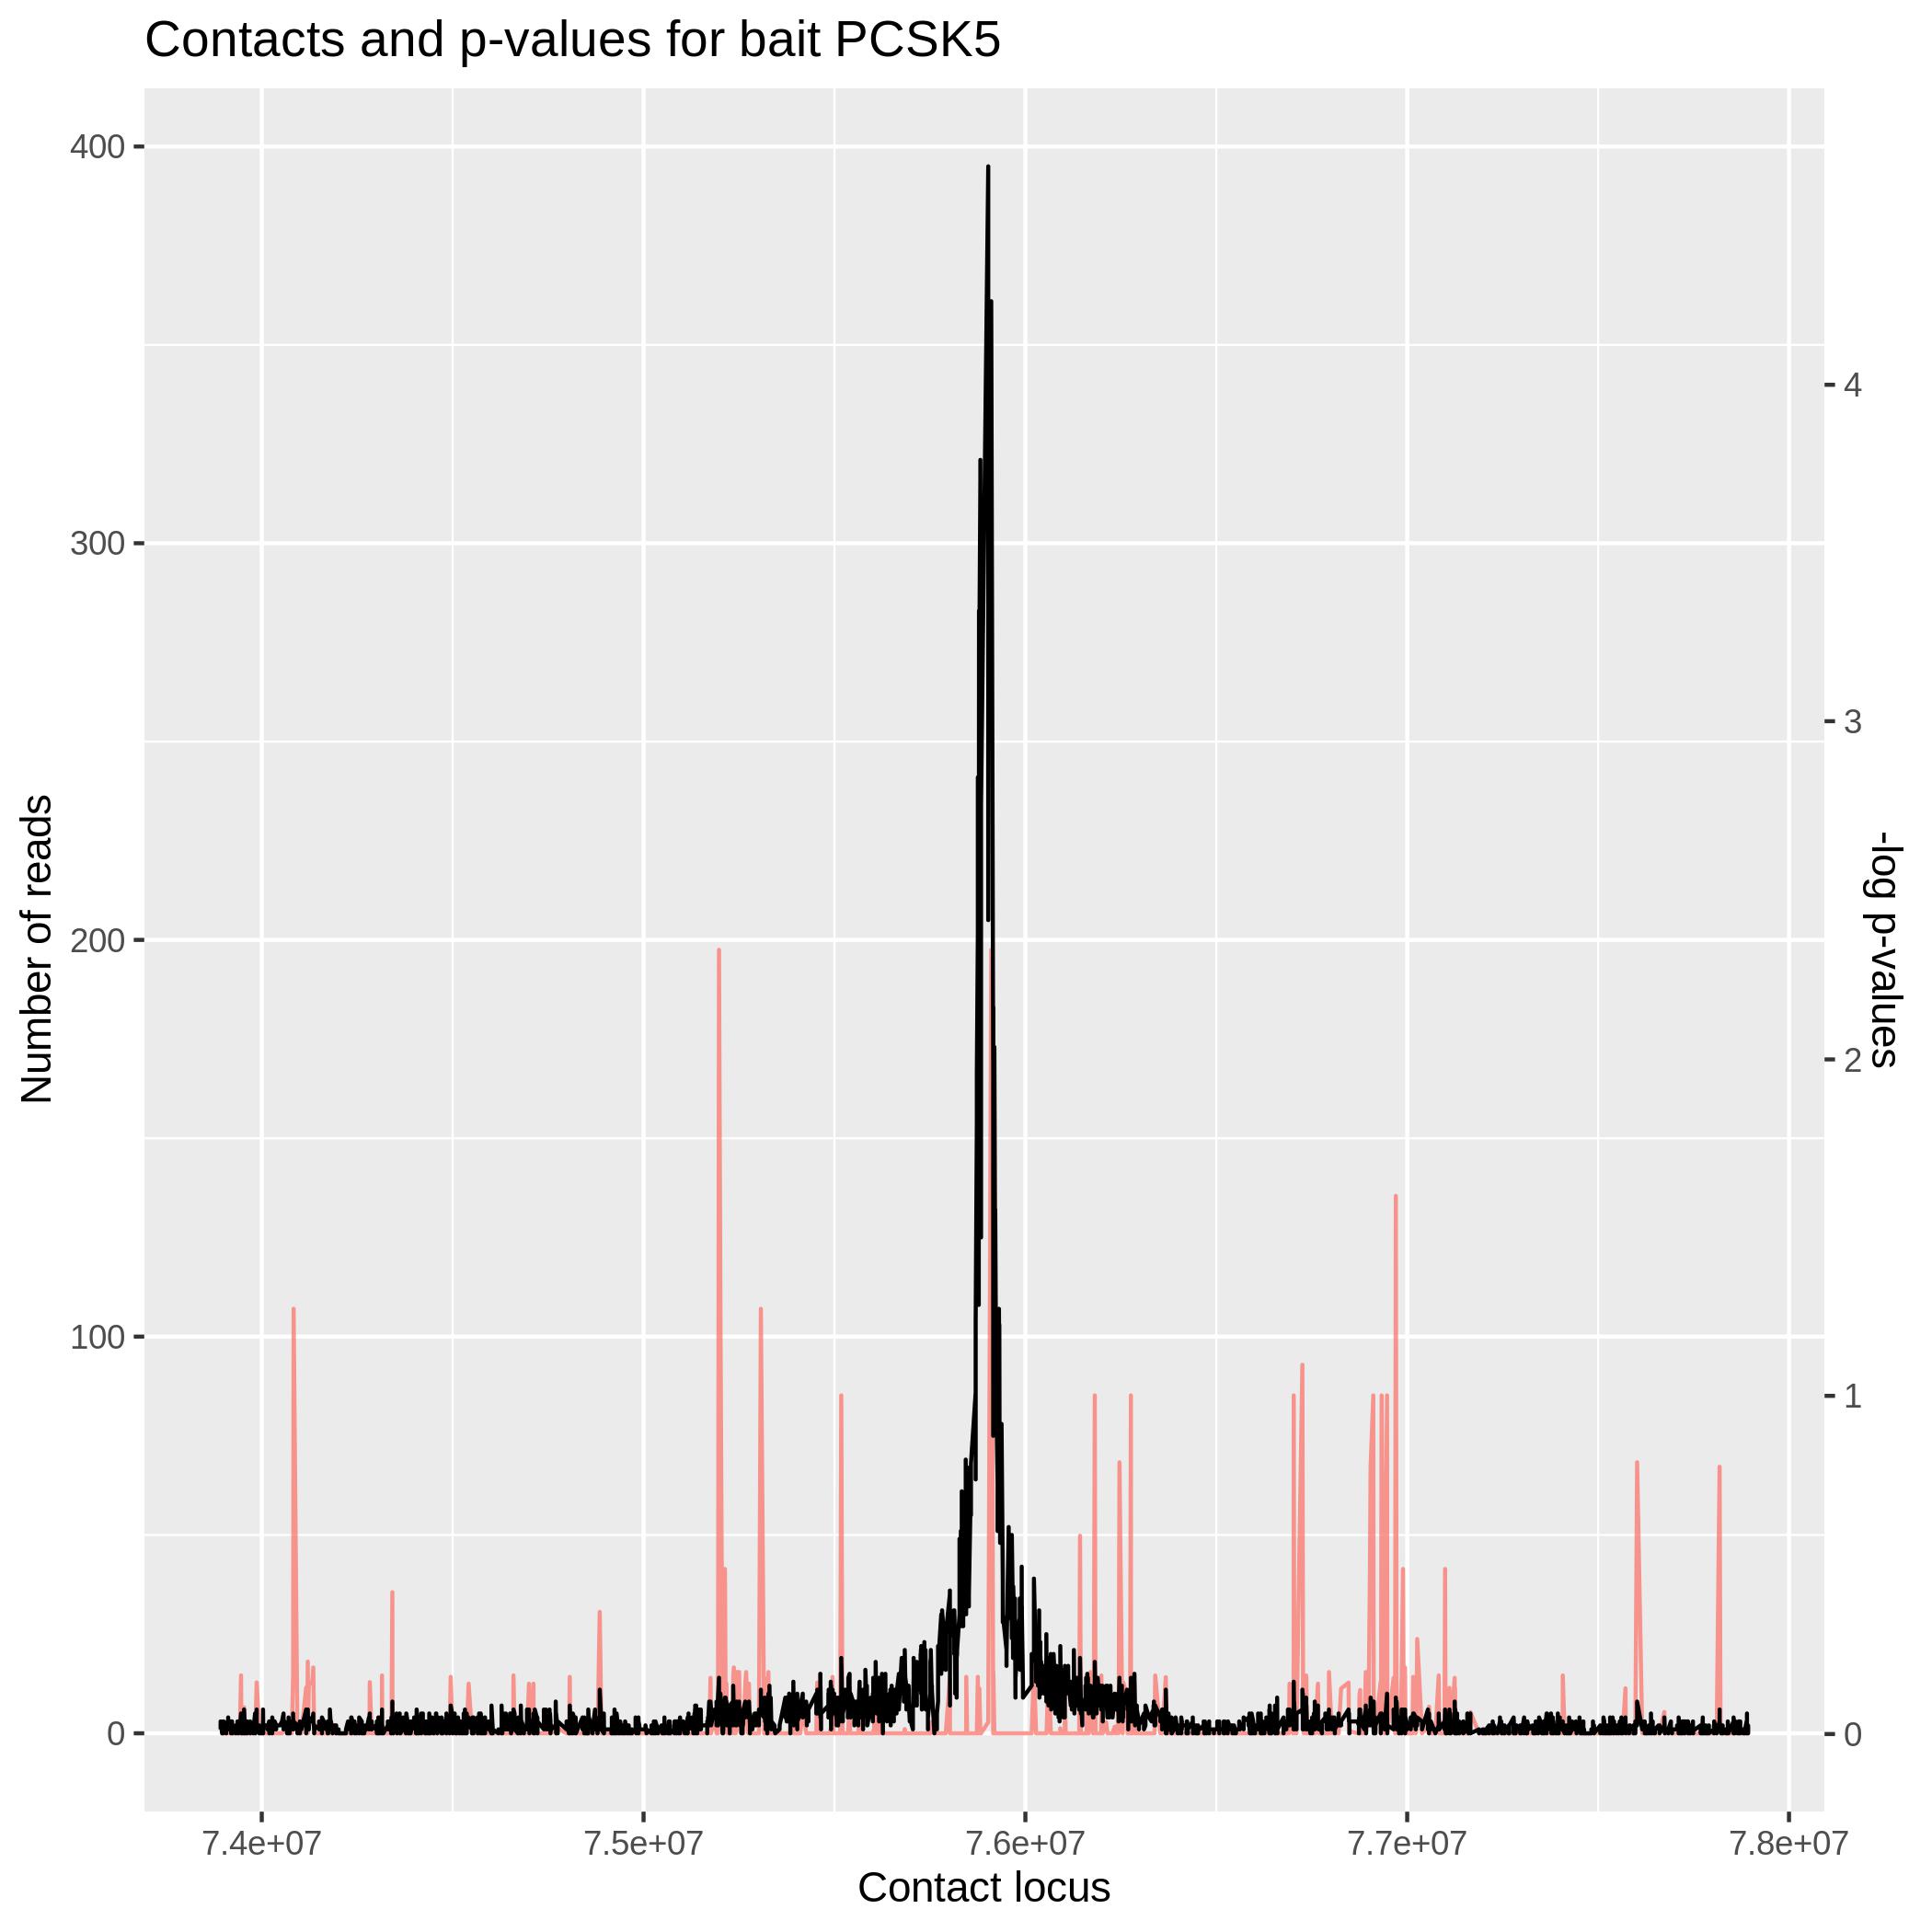 Contacts and p-values for bait PCSK5
400
300
200
100
0
Number of reads
4
3
2
1
0
-log p-values
7.4e+07
7.5e+07
7.6e+07
7.7e+07
7.8e+07
Contact locus